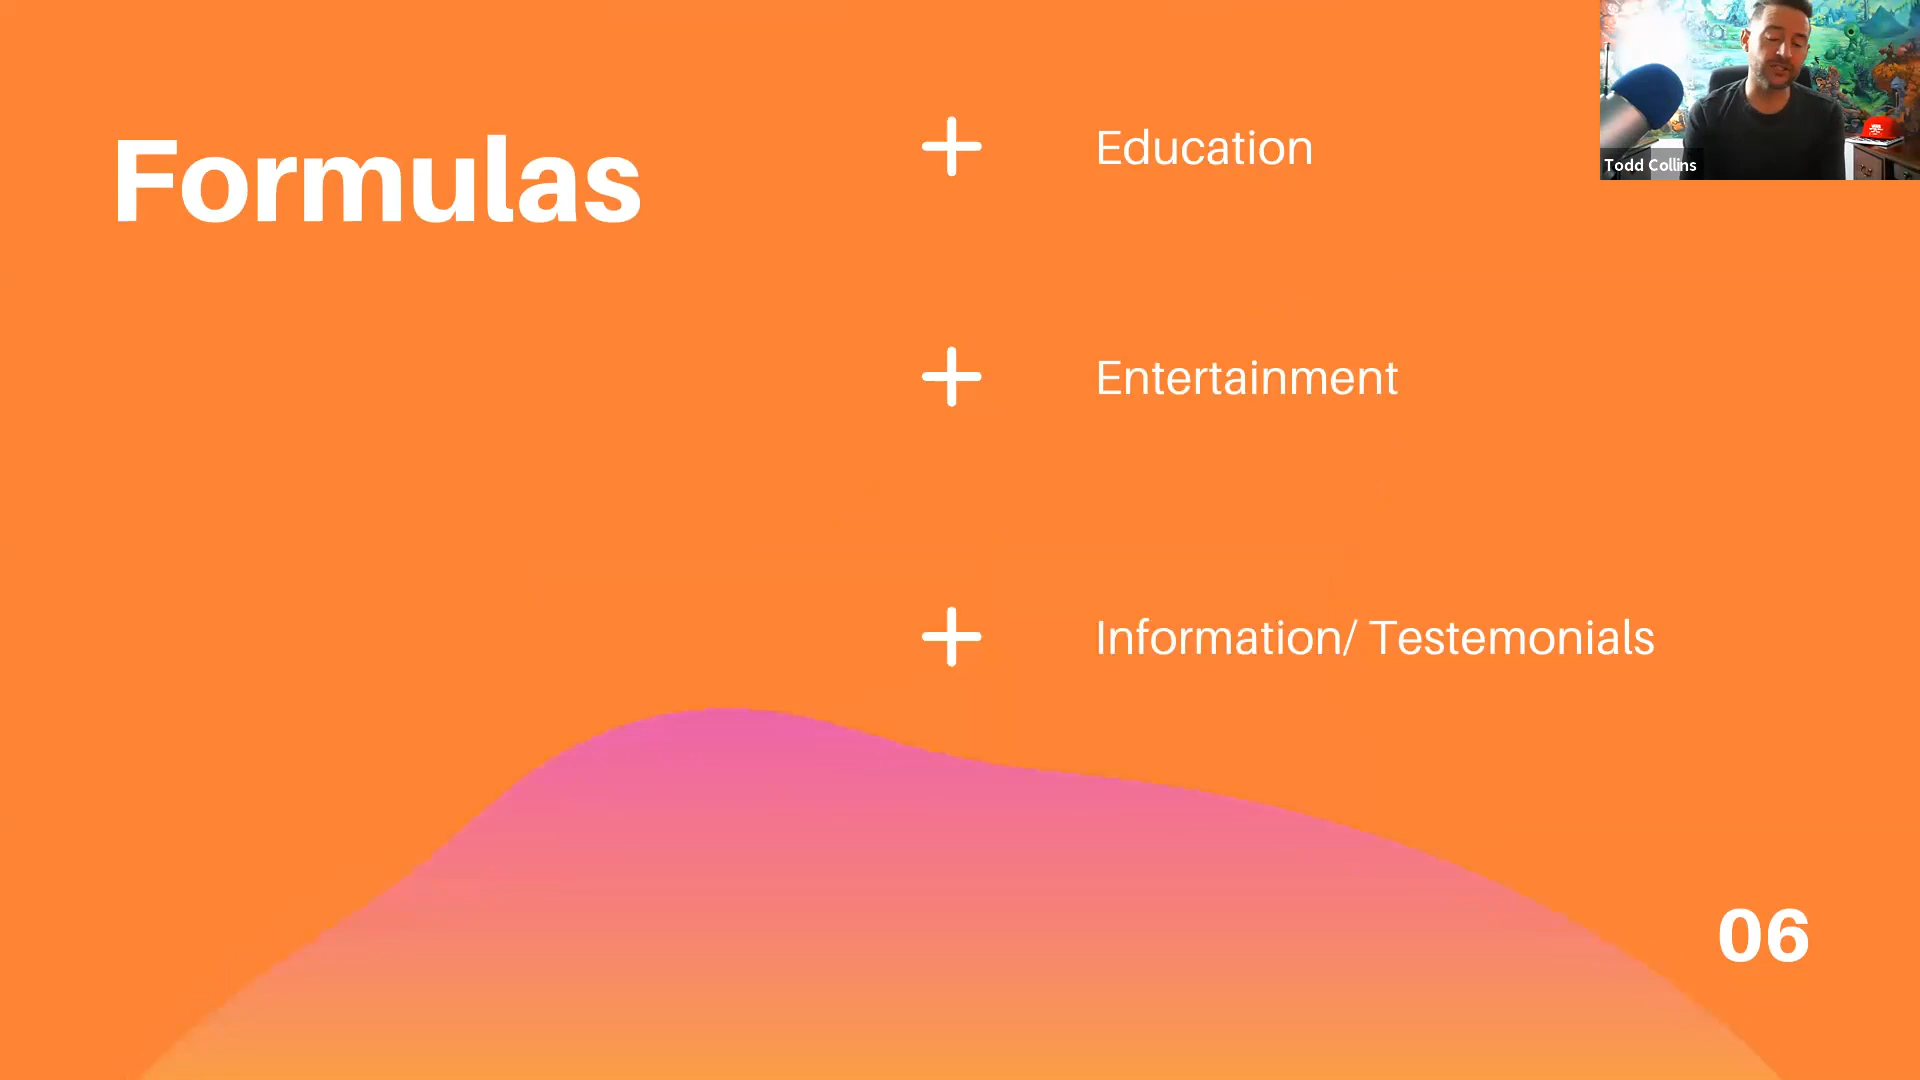 Formulas
Education
Entertainment
Information/ Testemonials
Todd Collins
06